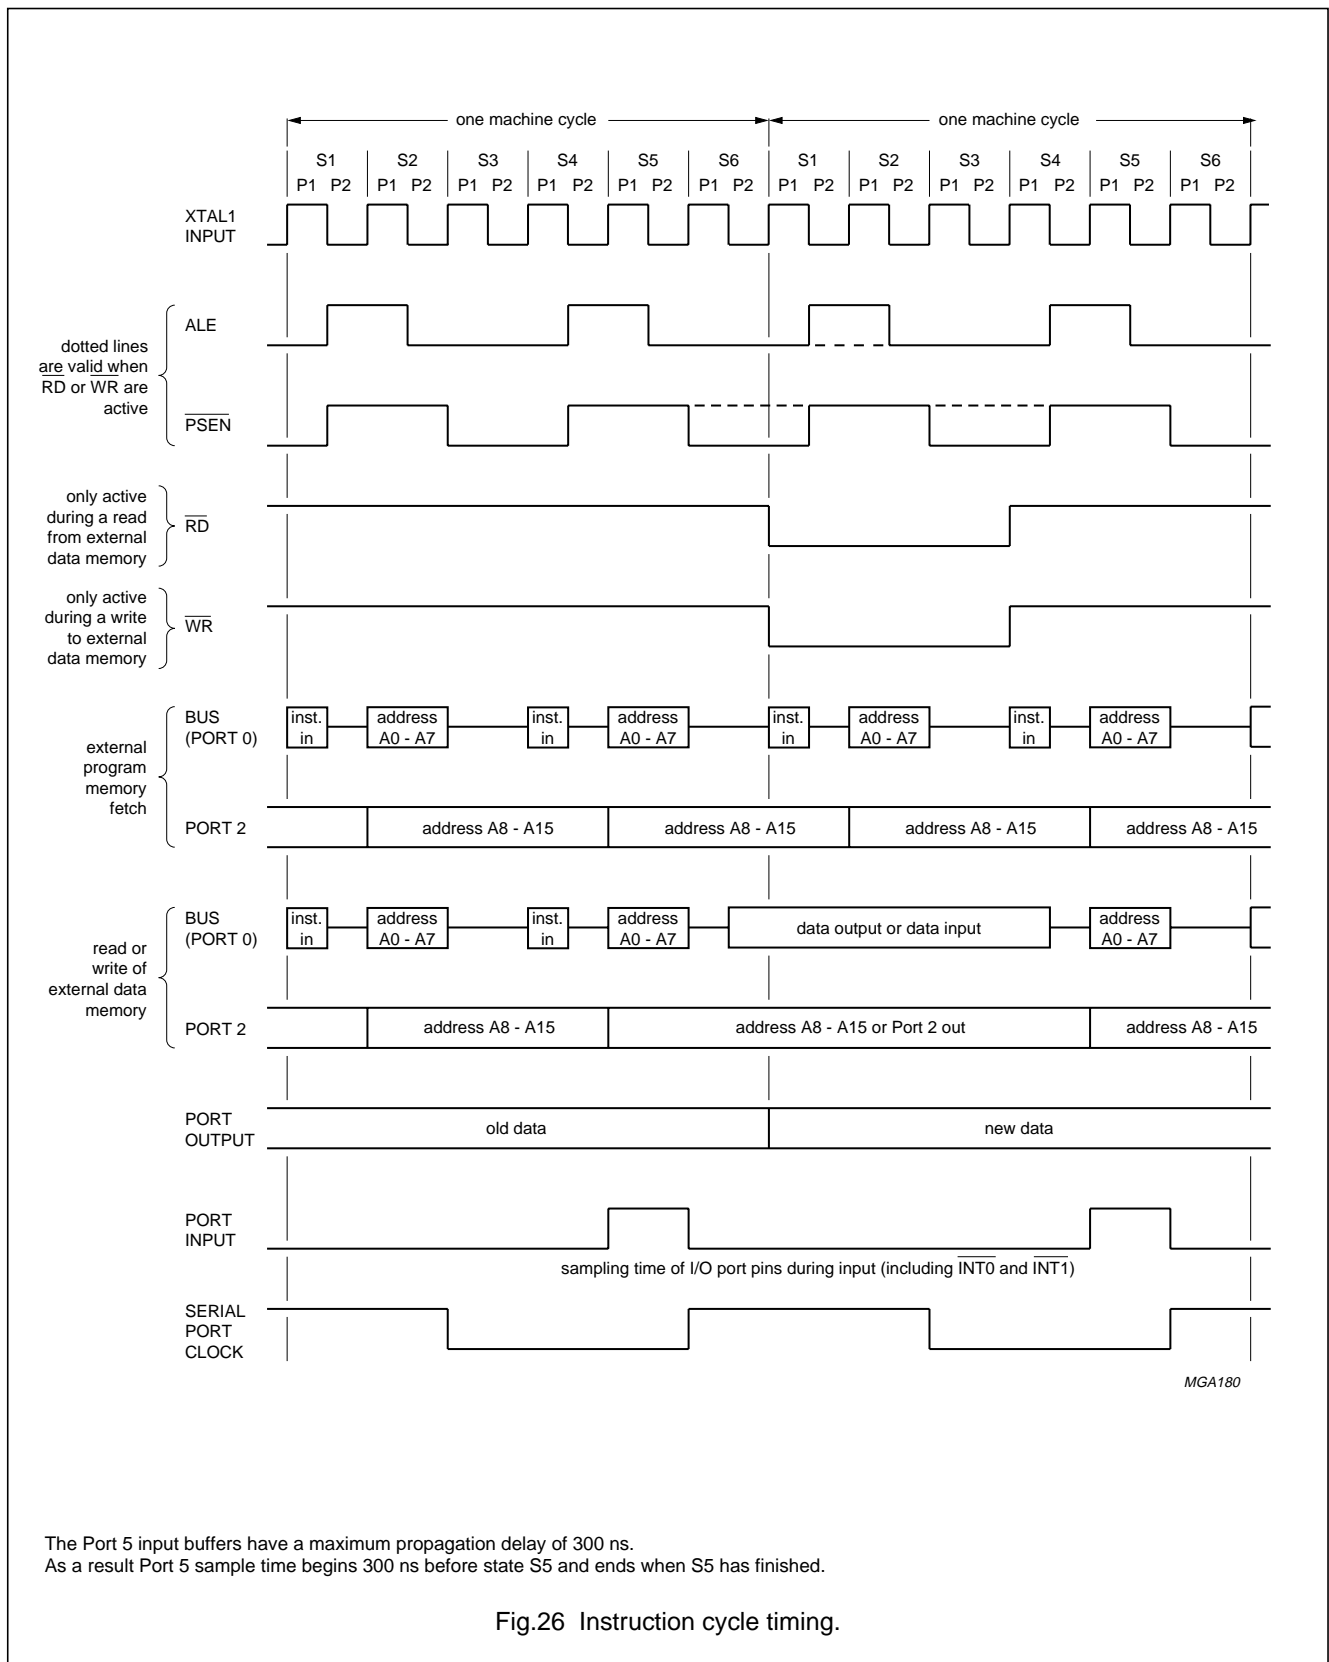 one machine cycle
one machine cycle
S1 S2 S3 S4 S5 S6 S1 S2 S3 S4 S5 S6
P1 P2 P1 P2 P1 P2 P1 P2 P1 P2 P1 P2 P1 P2 P1 P2 P1 P2 P1 P2 P1 P2 P1 P2
XTAL1
INPUT
dotted lines
are valid when
RD or WR are
active
ALE
PSEN
only active
during a read
from external
data memory
RD
only active
during a write
to external
data memory
WR
external
program
memory
fetch
BUS
(PORT 0)
inst.
in
address
A0 - A7
inst.
in
address
A0 - A7
inst.
in
address
A0 - A7
inst.
in
address
A0 - A7
PORT 2
address A8 - A15
address A8 - A15
address A8 - A15
address A8 - A15
read or
write of
external data
memory
BUS
(PORT 0)
inst.
in
address
A0 - A7
inst.
in
address
A0 - A7
data output or data input
address
A0 - A7
PORT 2
address A8 - A15
address A8 - A15 or Port 2 out
address A8 - A15
PORT
OUTPUT
old data
new data
PORT
INPUT
sampling time of I/O port pins during input (including INT0 and INT1)
SERIAL
PORT
CLOCK
MGA180
The Port 5 input buffers have a maximum propagation delay of 300 ns.
As a result Port 5 sample time begins 300 ns before state S5 and ends when S5 has finished.
Fig.26 Instruction cycle timing.